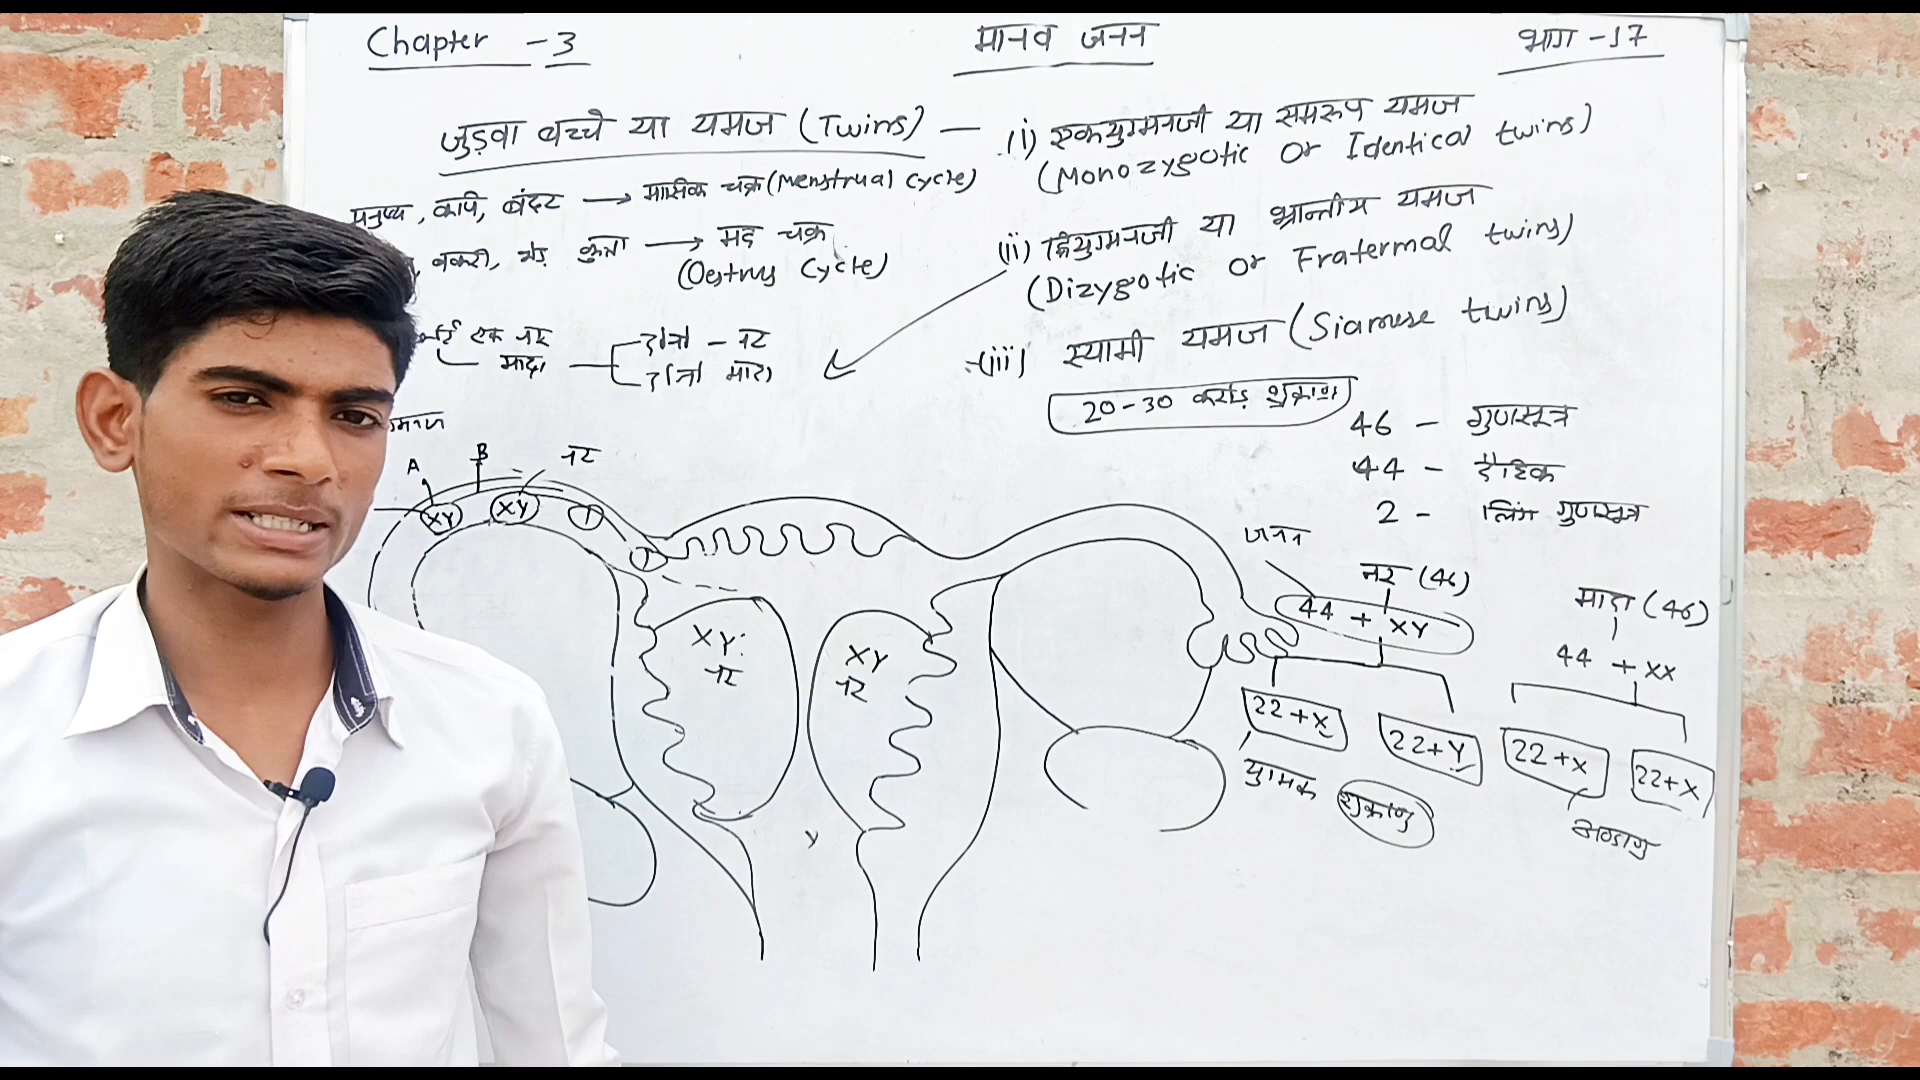 Chapter - 3
मानव जनन
भाग - 17
जुड़वा बच्चे या यमज (Twins) —
(i) एकयुग्मनजी या समरूप यमज
(Monozygotic Or Identical twins)
मनुष्य, कपि, बंदर → मासिक चक्र (Menstrual Cycle)
(ii) द्वियुग्मनजी या भ्रान्तीय यमज
(Dizygotic Or Fratermal twins)
, बकरी, भेड़ कुत्ता → मद चक्र
(Oestrus Cycle)
(iii) स्यामी यमज (Siamese twins)
एक नर
मादा
दोनों - नर
दोनों मादा
20-30 करोड़ शुक्राणु
46 - गुणसूत्र
44 - दैहिक
2 - लिंग गुणसूत्र
A
B
नर
XY
XY
जनन
नर (46)
44 + XY
मादा (46)
44 + XX
XY
नर
XY
नर
22+X
22+Y
22+X
22+X
युग्मक
शुक्राणु
अण्डाणु
Y